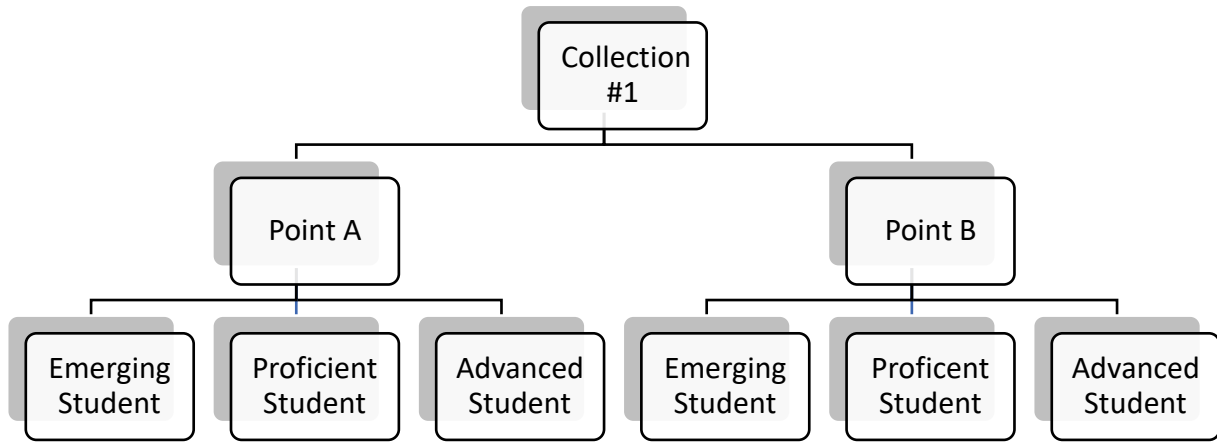 Collection
#1
Point A
Point B
Emerging
Student
Proficient
Student
Advanced
Student
Emerging
Student
Proficent
Student
Advanced
Student